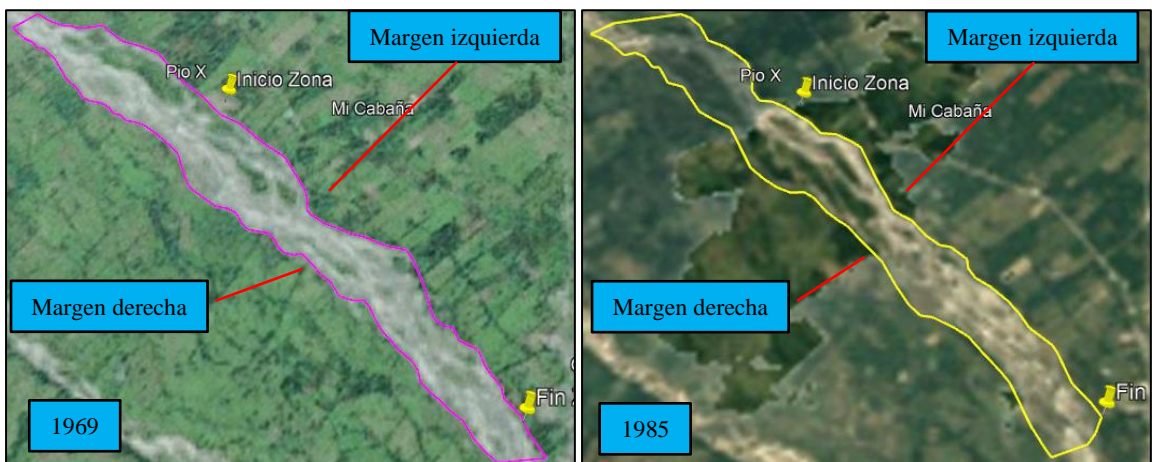 Margen izquierda
Pio X
Inicio Zona
Mi Cabaña
Margen derecha
Fin
1969
Margen izquierda
Pio X
Inicio Zona
Mi Cabaña
Margen derecha
Fin
1985